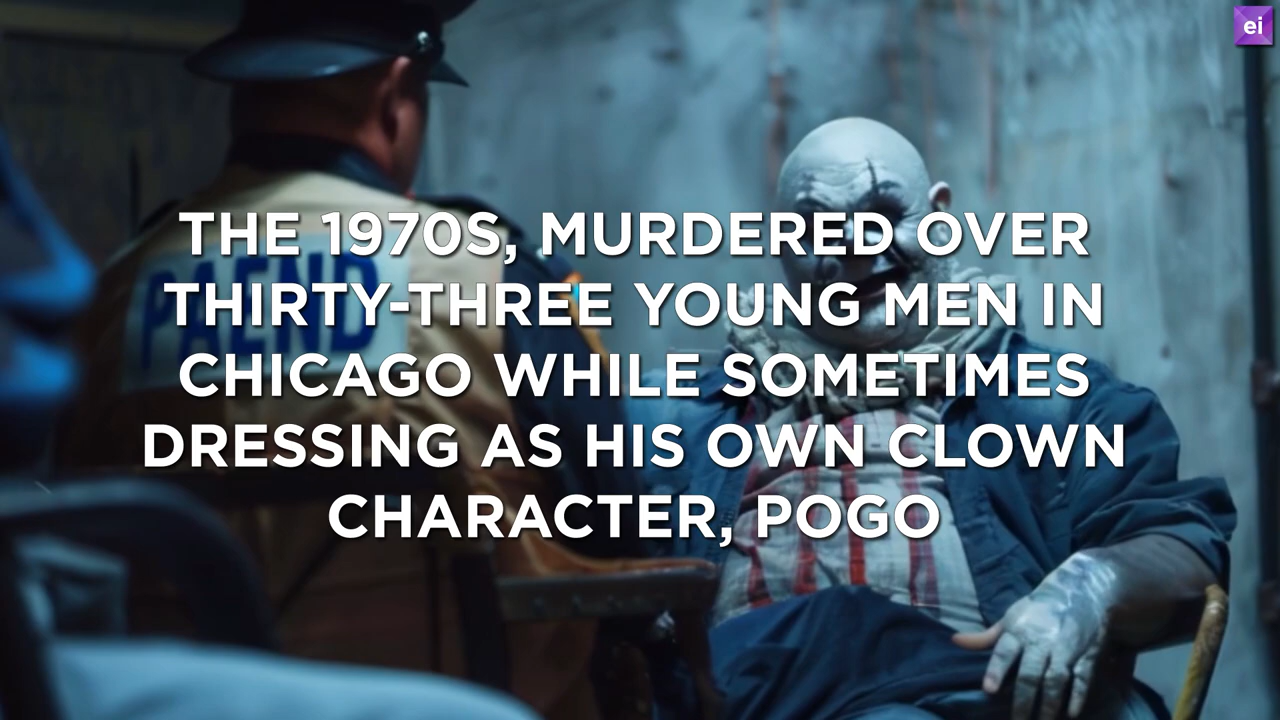 ei
THE 1970S, MURDERED OVER
THIRTY-THREE YOUNG MEN IN
CHICAGO WHILE SOMETIMES
DRESSING AS HIS OWN CLOWN
CHARACTER, POGO